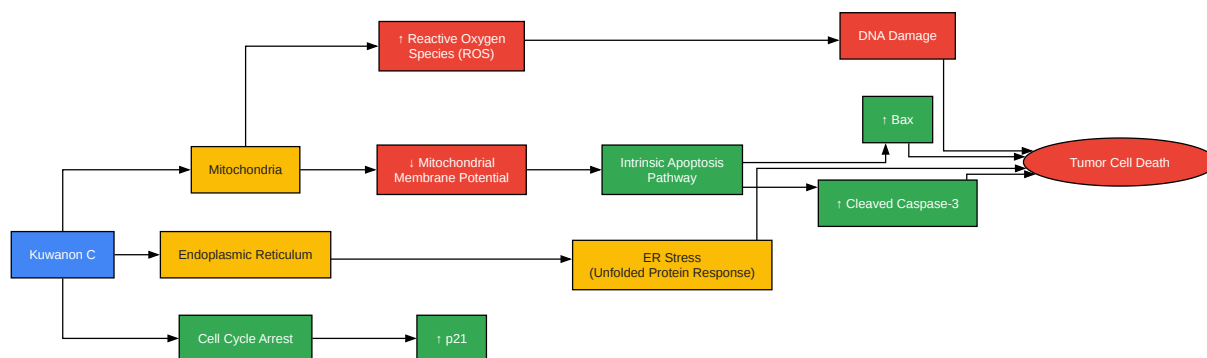 ↑ Reactive Oxygen
Species (ROS)
DNA Damage
↑ Bax
Mitochondria
↓ Mitochondrial
Membrane Potential
Intrinsic Apoptosis
Pathway
Tumor Cell Death
↑ Cleaved Caspase-3
Kuwanon C
Endoplasmic Reticulum
ER Stress
(Unfolded Protein Response)
Cell Cycle Arrest
↑ p21